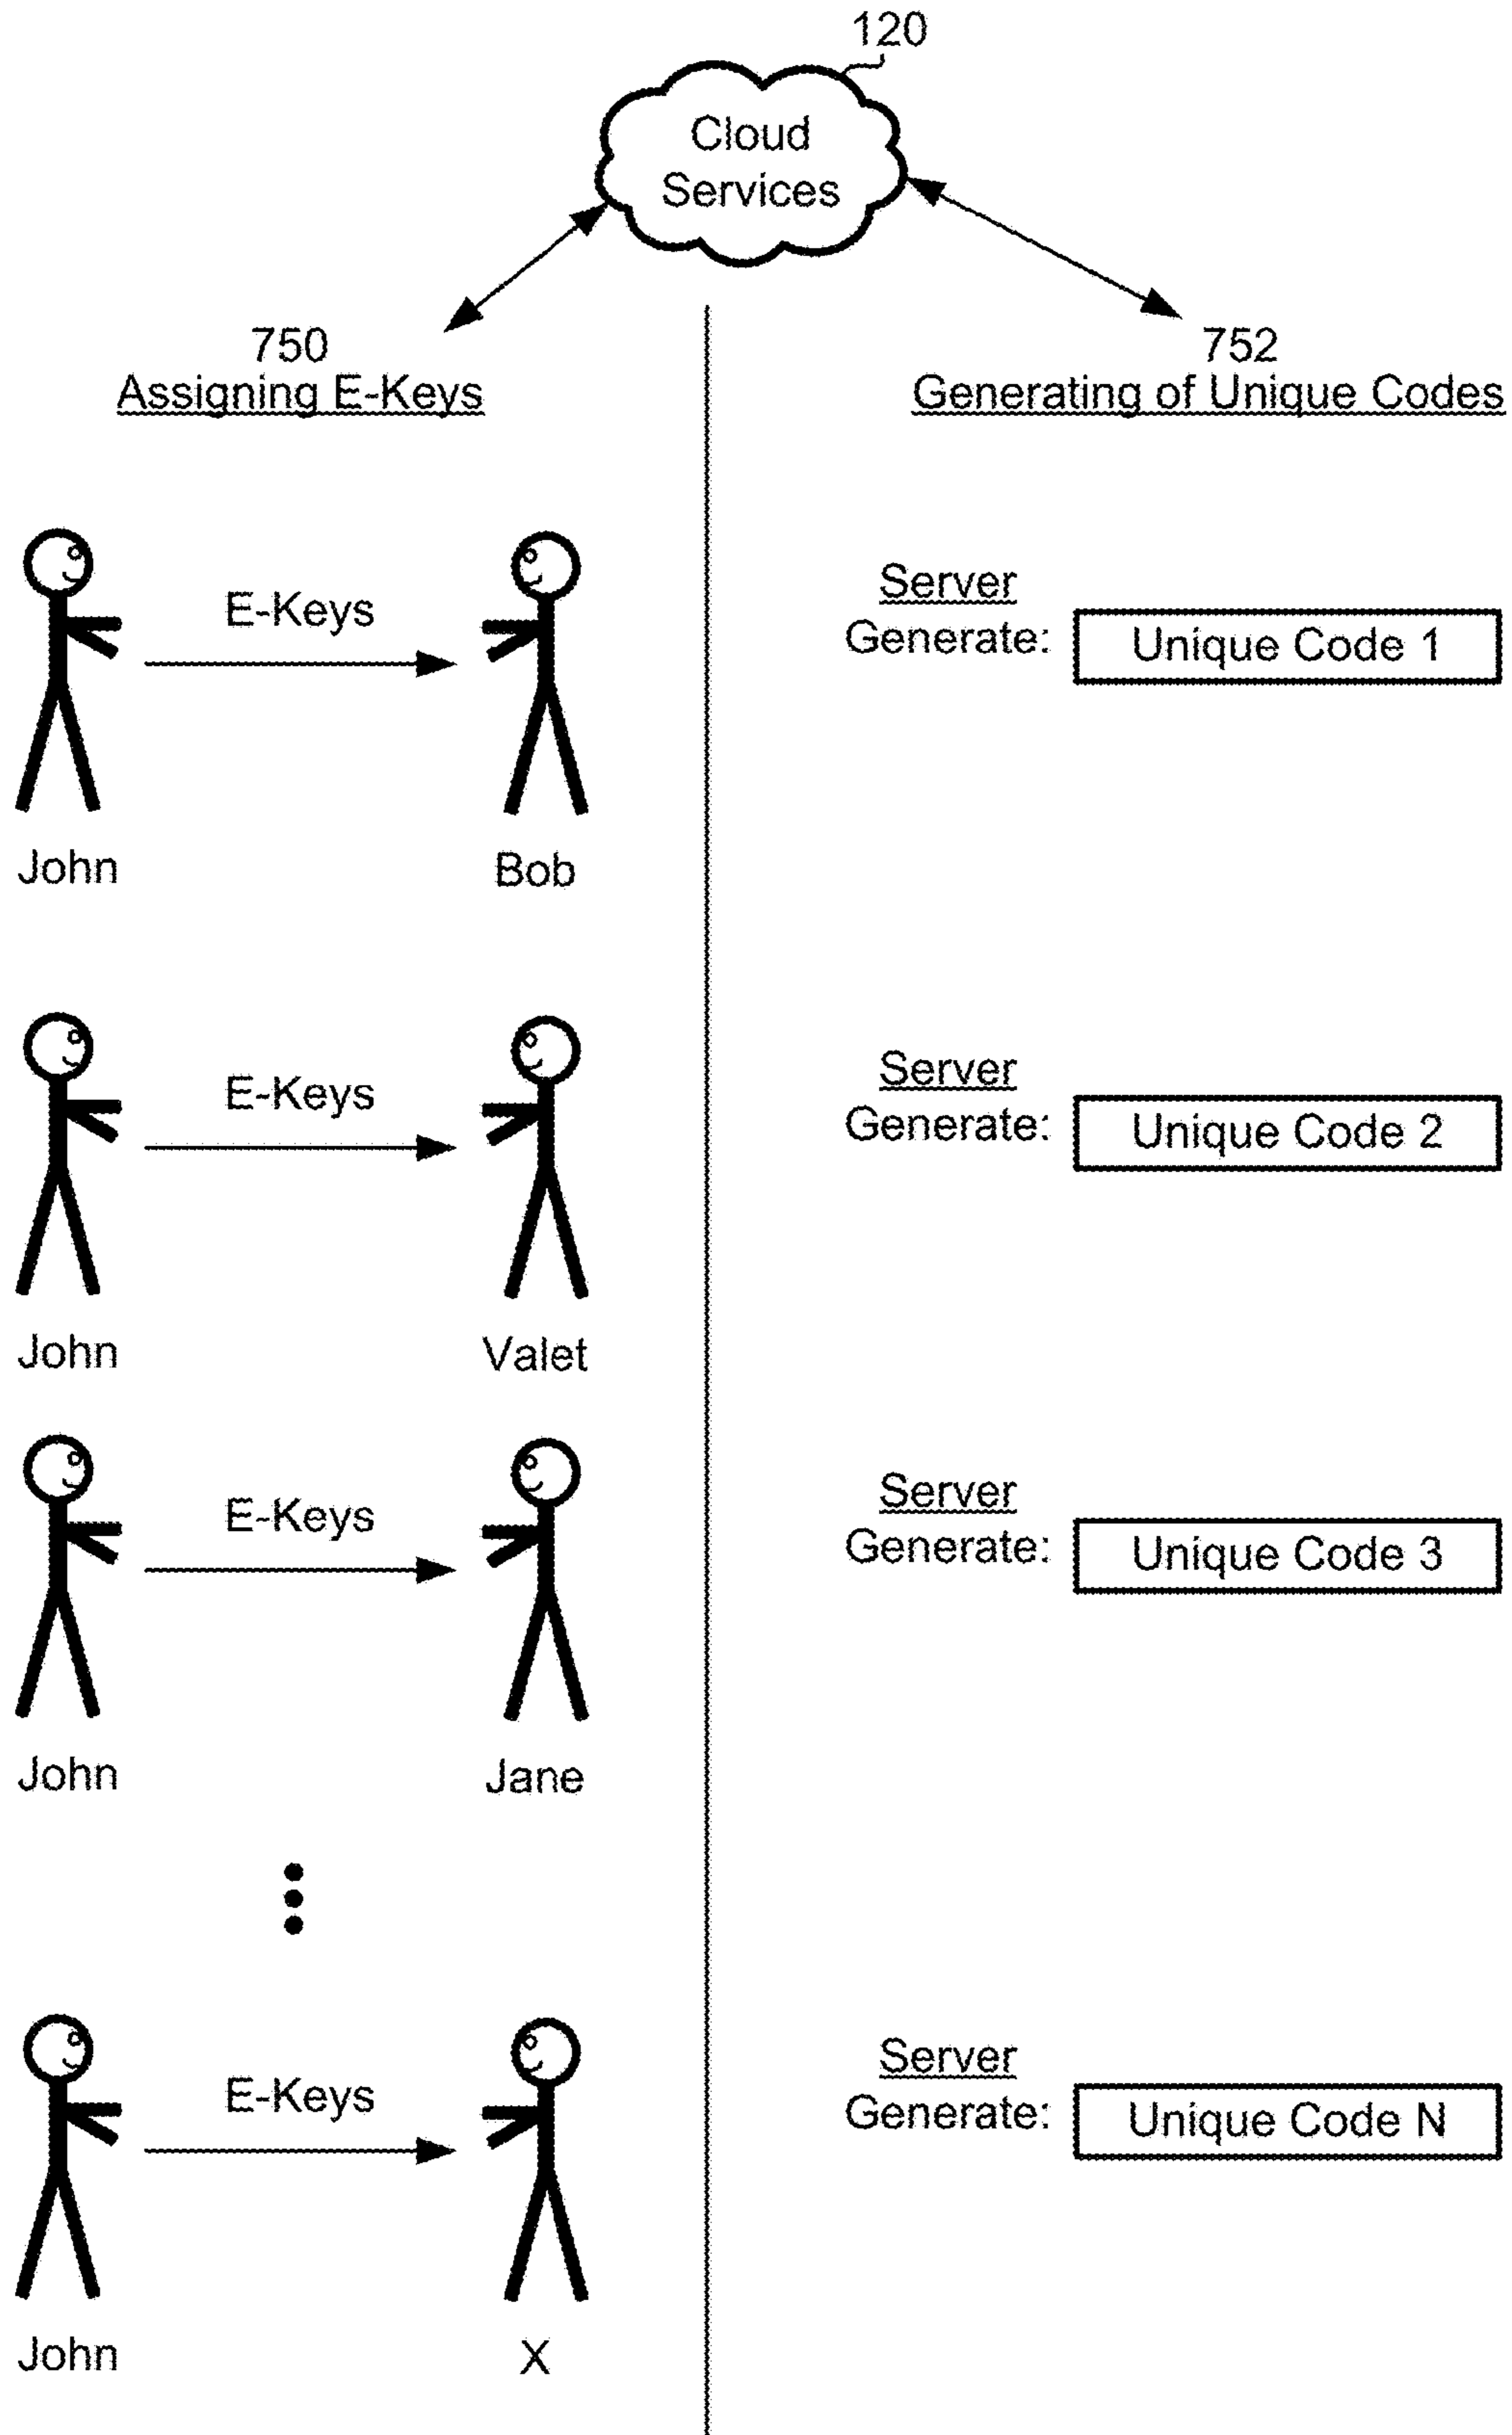 120
Cloud
Services
750
Assigning E-Keys
752
Generating of Unique Codes
E-Keys
John
Bob
Server
Generate:
Unique Code 1
E-Keys
John
Valet
Server
Generate:
Unique Code 2
E-Keys
John
Jane
Server
Generate:
Unique Code 3
E-Keys
John
X
Server
Generate:
Unique Code N